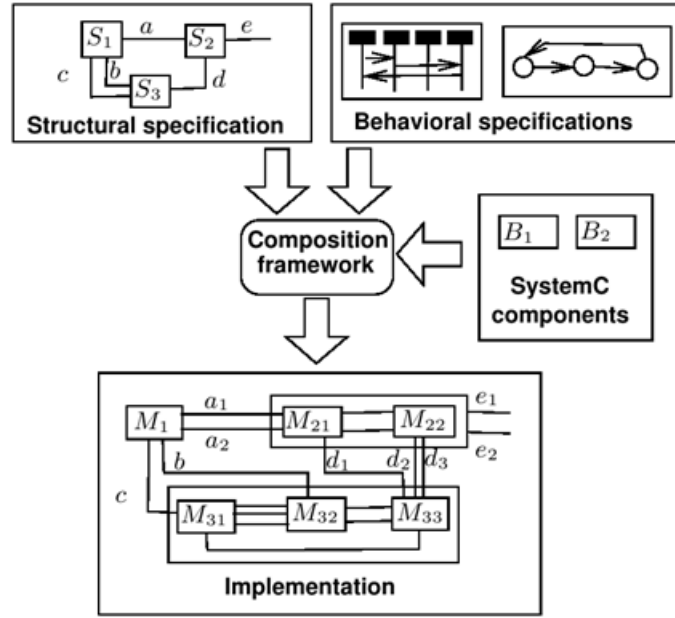 S1 a S2 e
c b d
S3
Structural specification
Behavioral specifications
Composition
framework
B1 B2
SystemC
components
M1 a1 M21 M22 e1
a2 e2
b d1 d2 d3
c
M31 M32 M33
Implementation